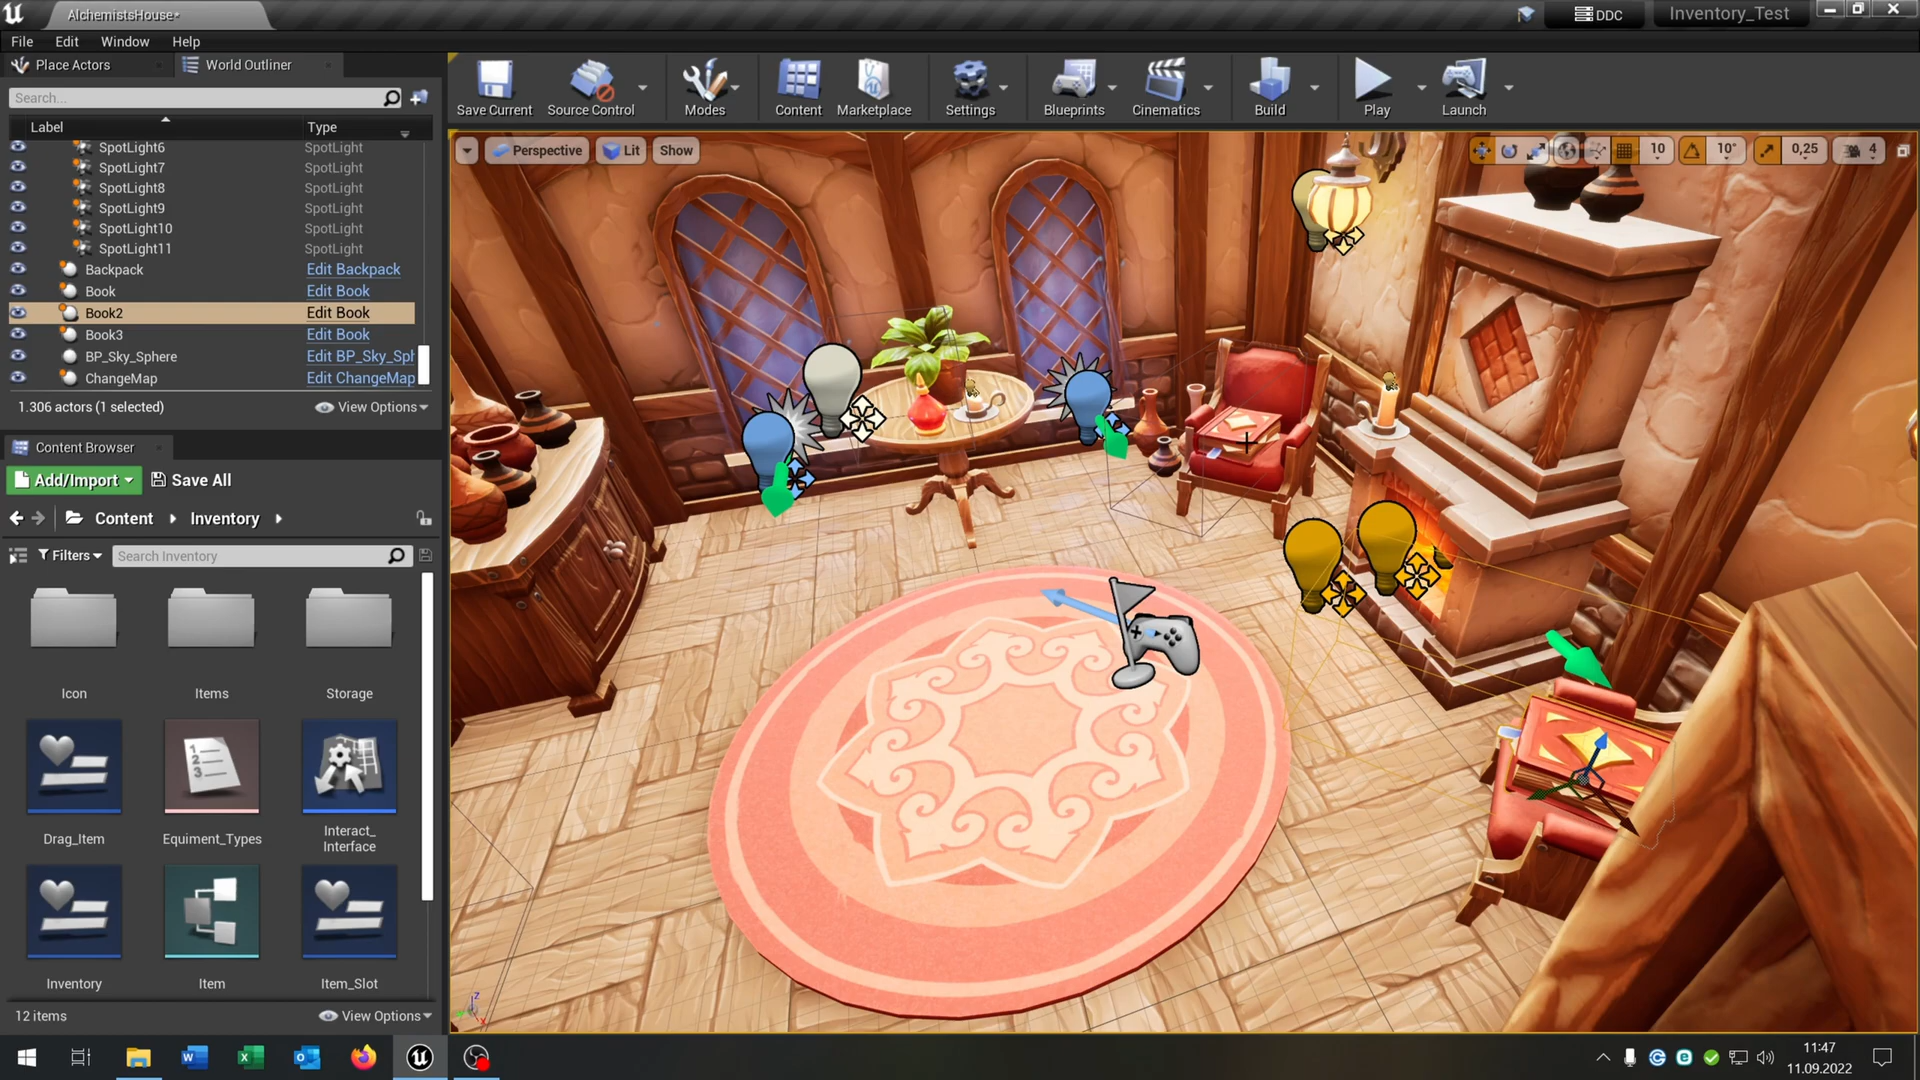 AlchemistsHouse*
DDC
Inventory_Test
File Edit Window Help
Place Actors
World Outliner
Save Current
Source Control
Modes
Content
Marketplace
Settings
Blueprints
Cinematics
Build
Play
Launch
Search...
Label Type
SpotLight6 SpotLight
SpotLight7 SpotLight
SpotLight8 SpotLight
SpotLight9 SpotLight
SpotLight10 SpotLight
SpotLight11 SpotLight
Backpack Edit Backpack
Book Edit Book
Book2 Edit Book
Book3 Edit Book
BP_Sky_Sphere Edit BP_Sky_Sph
ChangeMap Edit ChangeMap
1.306 actors (1 selected) View Options
Perspective Lit Show
10 10° 0,25 4
Content Browser
Add/Import Save All
Content Inventory
Filters Search Inventory
Icon Items Storage
1
2
3
Drag_Item Equiment_Types Interact_
Interface
Inventory Item Item_Slot
12 items View Options
Z
X
11:47
11.09.2022